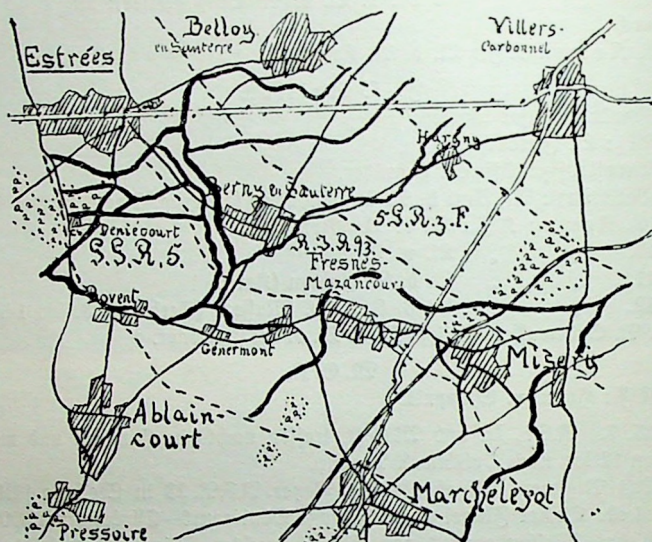 Belloy
en Santerre
Villers-
Carbonnel
Estrées
Horgny
Berny en Santerre
5.G.R.z.F.
Deniécourt
G.G.R.5.
R.J.R.93.
Fresnes-
Mazancourt
Bovent
Génermont
Misery
Ablain-
court
Marchélepot
Pressoire